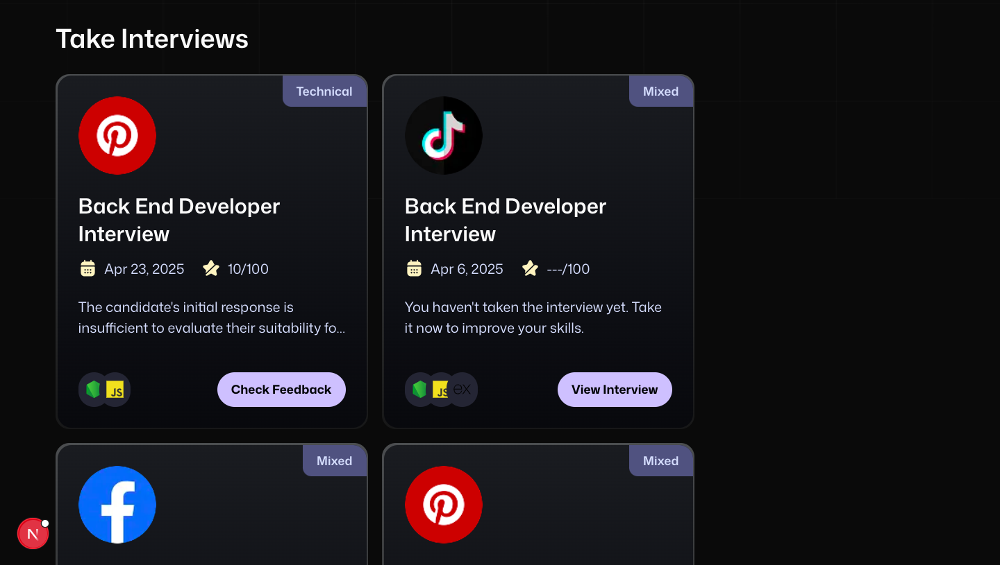 Take Interviews
Technical
Back End Developer
Interview
Apr 23, 2025 10/100
The candidate's initial response is
insufficient to evaluate their suitability fo...
JS
Check Feedback
Mixed
Back End Developer
Interview
Apr 6, 2025 ---/100
You haven't taken the interview yet. Take
it now to improve your skills.
JS ex
View Interview
Mixed
Mixed
N